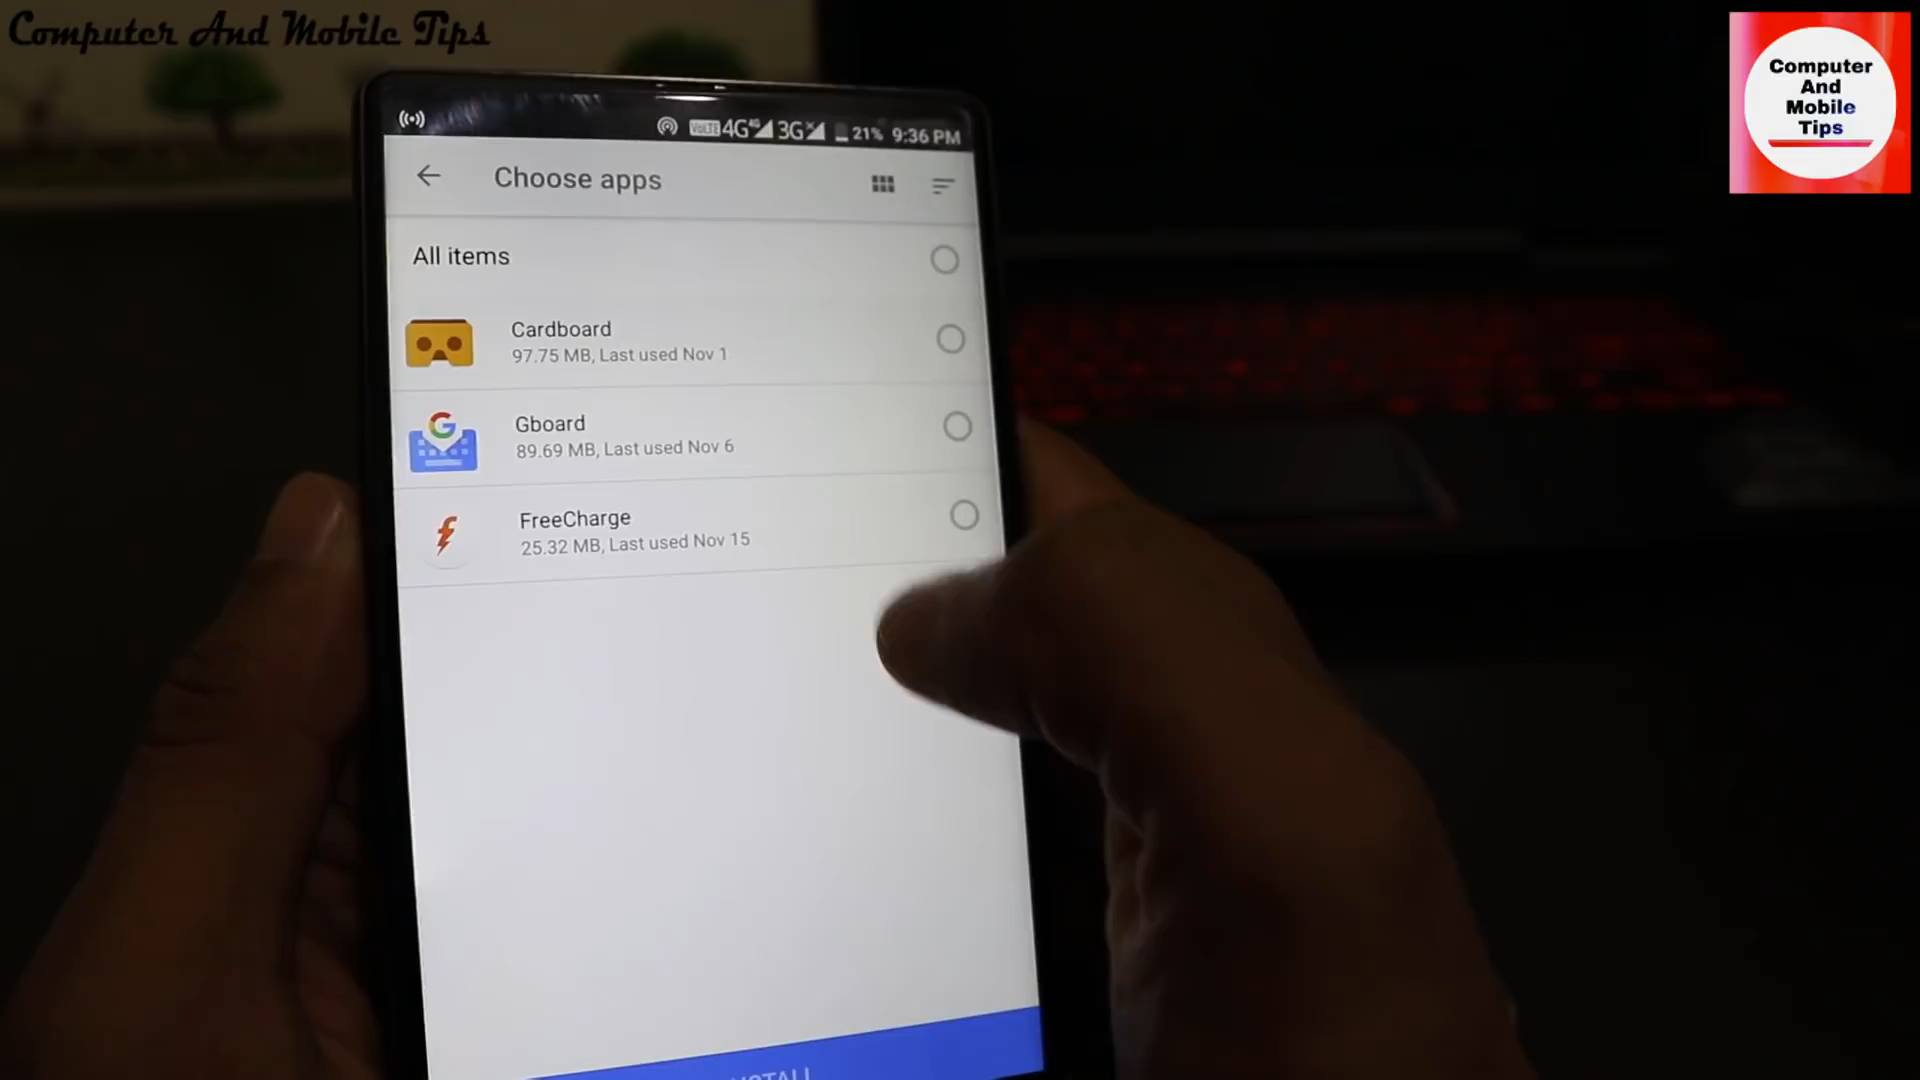 Computer And Mobile Tips
Computer
And
Mobile
Tips
VoLTE 4G 4G 3G 21% 9:36 PM
Choose apps
All items
Cardboard
97.75 MB, Last used Nov 1
Gboard
89.69 MB, Last used Nov 6
FreeCharge
25.32 MB, Last used Nov 15